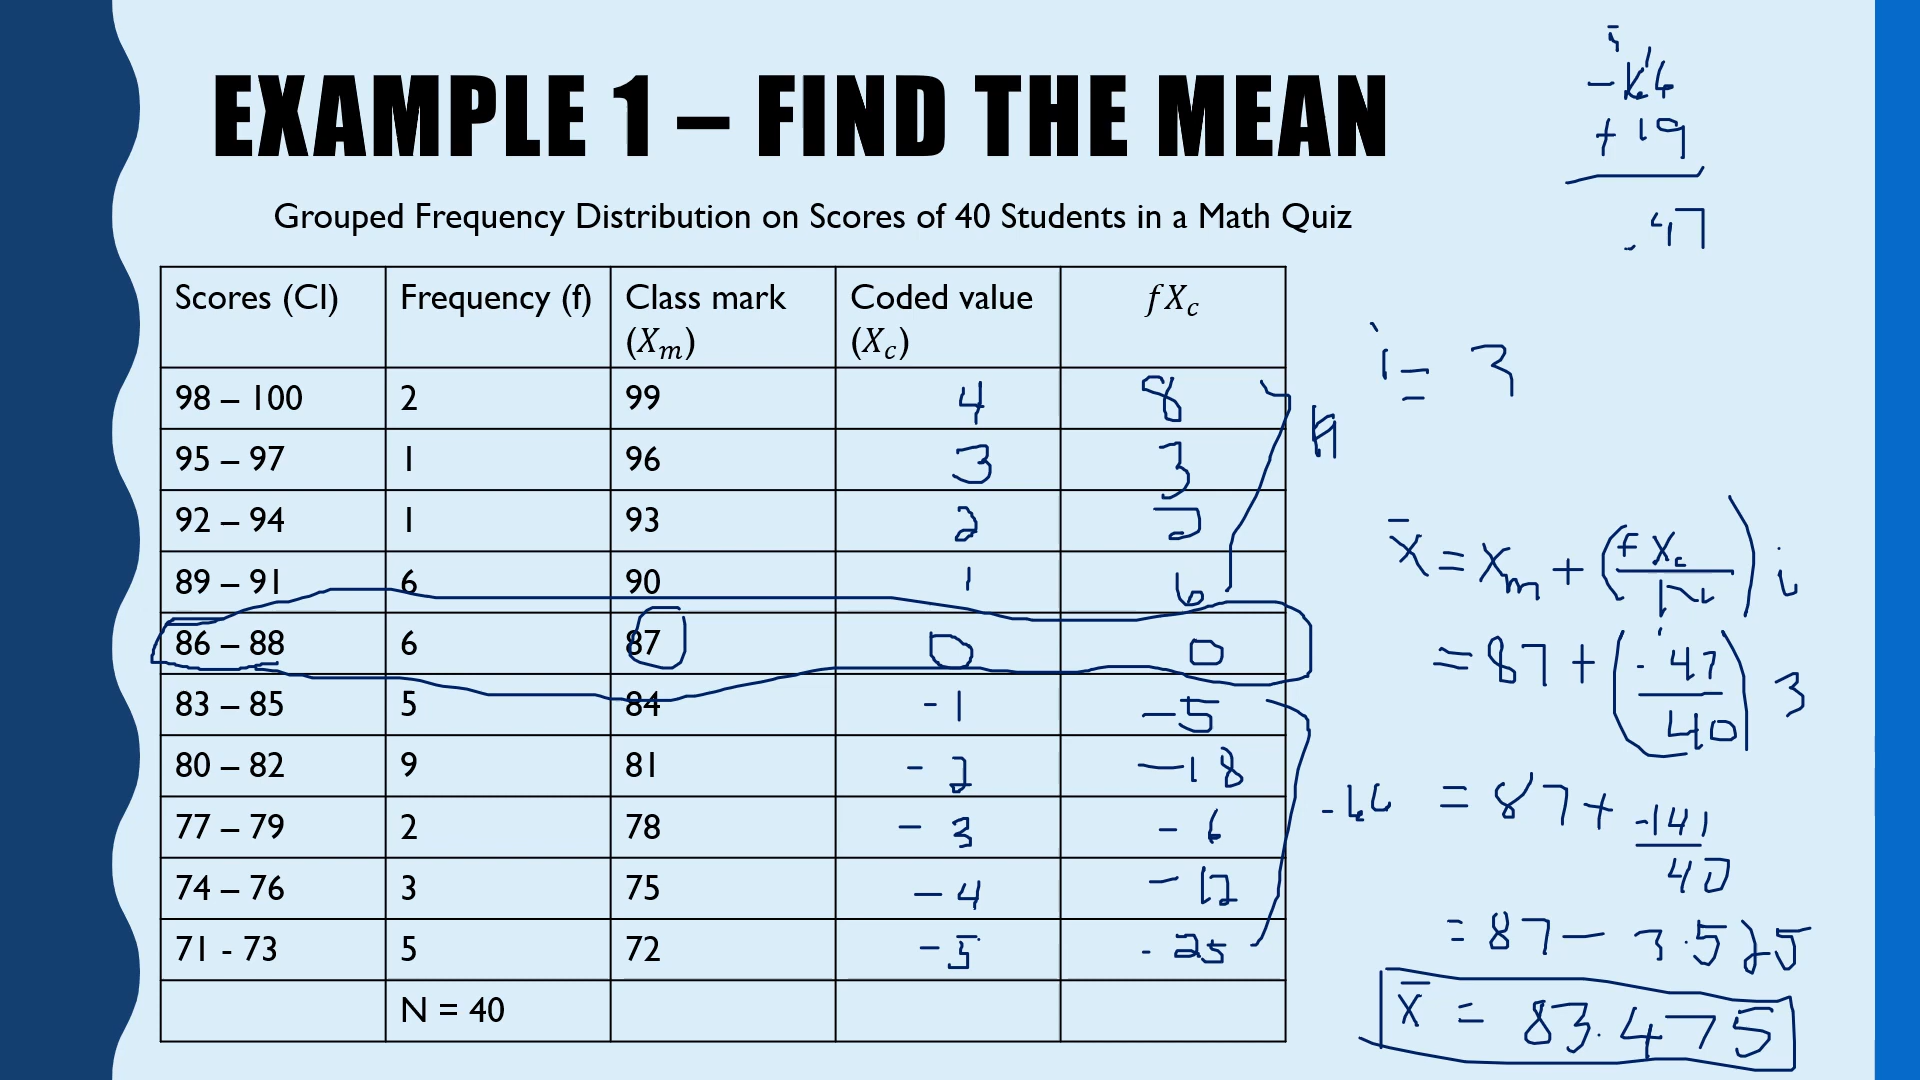 EXAMPLE 1 – FIND THE MEAN
Grouped Frequency Distribution on Scores of 40 Students in a Math Quiz
Scores (CI) Frequency (f) Class mark (Xₘ) Coded value (X꜀) fX꜀
98 – 100 2 99 4 8
95 – 97 1 96 3 3
92 – 94 1 93 2 2
89 – 91 6 90 1 6
86 – 88 6 87 0 0
83 – 85 5 84 -1 -5
80 – 82 9 81 -2 -18
77 – 79 2 78 -3 -6
74 – 76 3 75 -4 -12
71 - 73 5 72 -5 -25
N = 40
-66
+19
-47
i = 3
x̄ = xₘ + (f X꜀ / N) i
= 87 + (-47 / 40) 3
-66
= 87 + -141 / 40
= 87 – 3.525
x̄ = 83.475